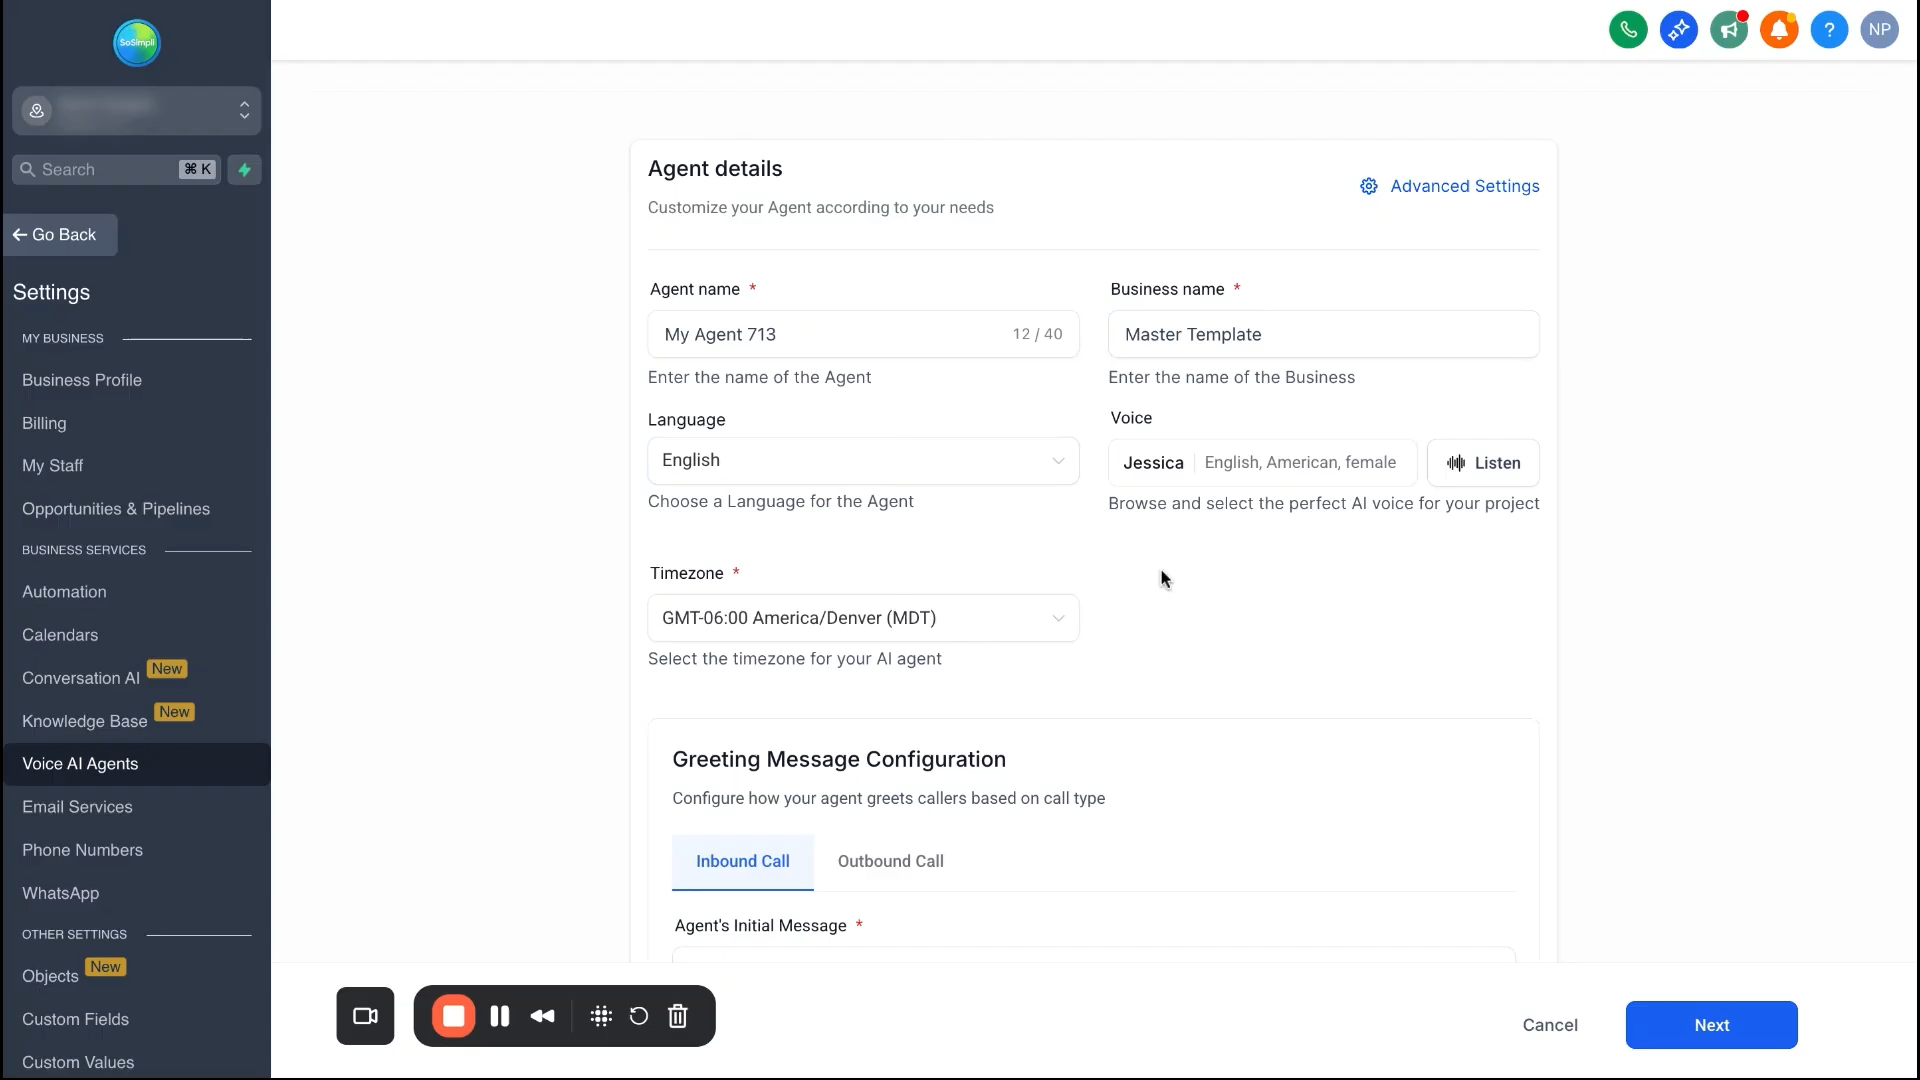 SoSimpli
Search
⌘ K
Go Back
Settings
MY BUSINESS
Business Profile
Billing
My Staff
Opportunities & Pipelines
BUSINESS SERVICES
Automation
Calendars
Conversation AI New
Knowledge Base New
Voice AI Agents
Email Services
Phone Numbers
WhatsApp
OTHER SETTINGS
Objects New
Custom Fields
Custom Values
?
NP
Agent details
Customize your Agent according to your needs
Advanced Settings
Agent name *
My Agent 713
12 / 40
Enter the name of the Agent
Business name *
Master Template
Enter the name of the Business
Language
English
Choose a Language for the Agent
Voice
Jessica English, American, female
Listen
Browse and select the perfect AI voice for your project
Timezone *
GMT-06:00 America/Denver (MDT)
Select the timezone for your AI agent
Greeting Message Configuration
Configure how your agent greets callers based on call type
Inbound Call
Outbound Call
Agent's Initial Message *
Cancel
Next